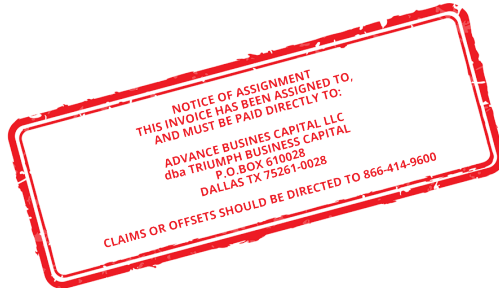 NOTICE OF ASSIGNMENT
THIS INVOICE HAS BEEN ASSIGNED TO,
AND MUST BE PAID DIRECTLY TO:
ADVANCE BUSINES CAPITAL LLC
dba TRIUMPH BUSINESS CAPITAL
P.O.BOX 610028
DALLAS TX 75261-0028
CLAIMS OR OFFSETS SHOULD BE DIRECTED TO 866-414-9600